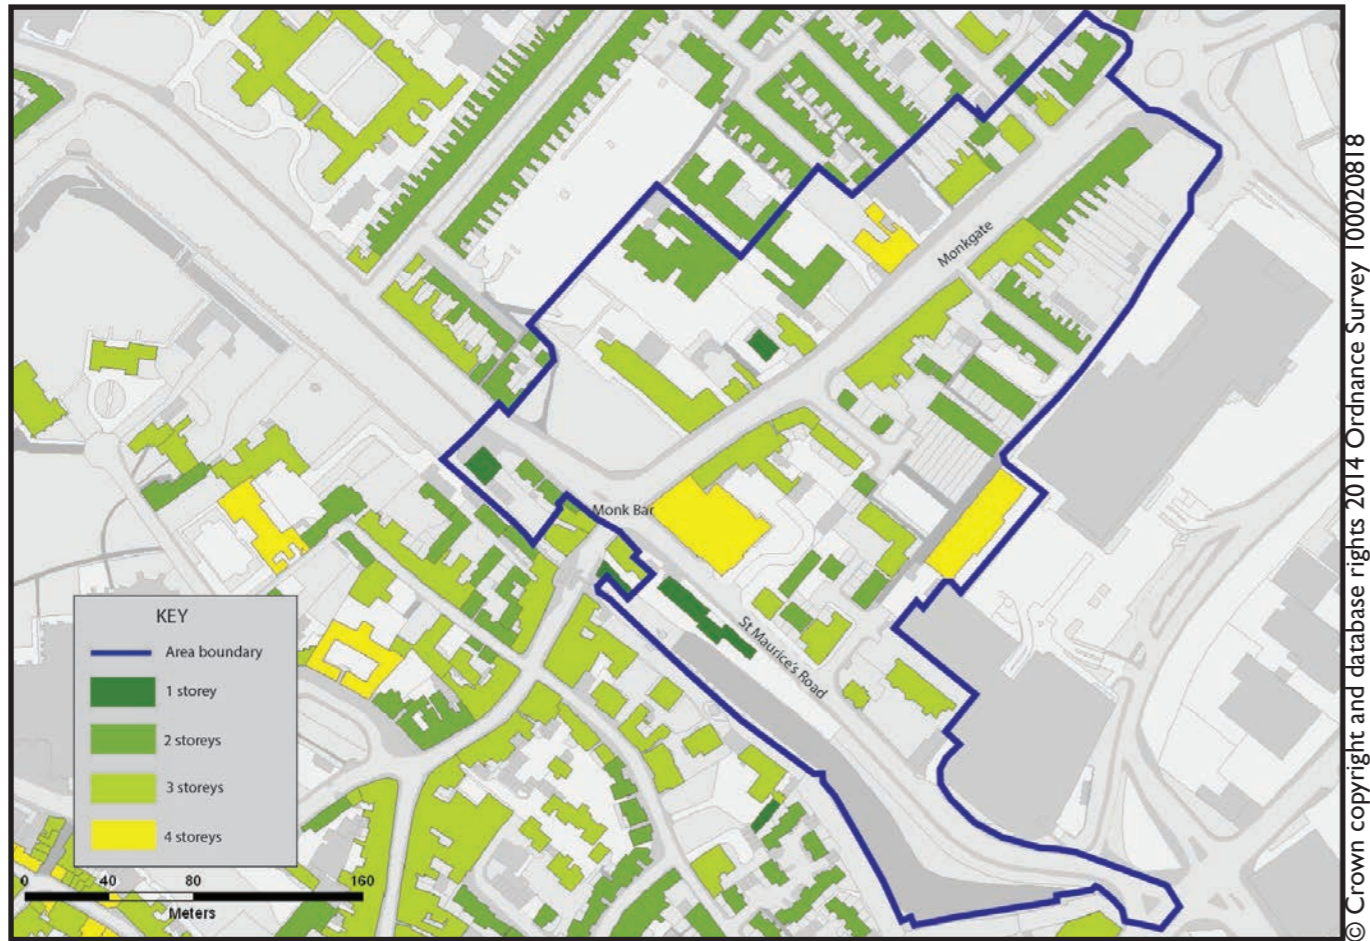 Monkgate
Monk Bar
St Maurice's Road
KEY
Area boundary
1 storey
2 storeys
3 storeys
4 storeys
0 40 80 160
Meters
© Crown copyright and database rights 2014 Ordnance Survey 100020818